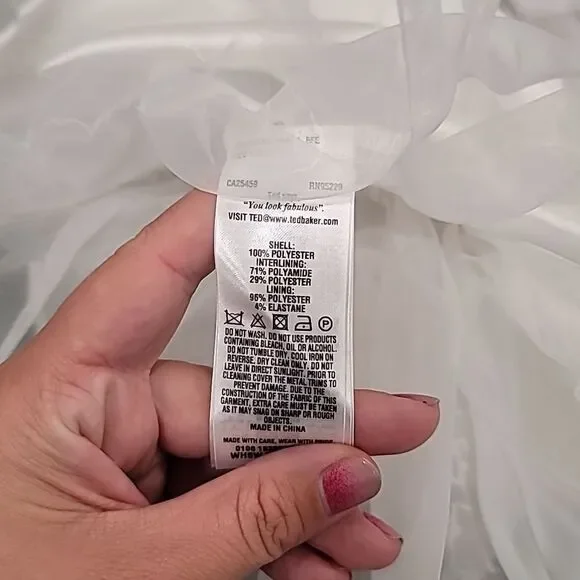 CA25459 RN95229
"You look fabulous".
VISIT TED@www.tedbaker.com
SHELL:
100% POLYESTER
INTERLINING:
71% POLYAMIDE
29% POLYESTER
LINING:
96% POLYESTER
4% ELASTANE
DO NOT WASH. DO NOT USE PRODUCTS
CONTAINING BLEACH, OIL OR ALCOHOL.
DO NOT TUMBLE DRY. COOL IRON ON
REVERSE. DRY CLEAN ONLY. DO NOT
LEAVE IN DIRECT SUNLIGHT. PRIOR TO
CLEANING COVER THE METAL TRIMS TO
PREVENT DAMAGE. DUE TO THE
CONSTRUCTION OF THE FABRIC OF THIS
GARMENT, EXTRA CARE MUST BE TAKEN
AS IT MAY SNAG ON SHARP OR ROUGH
OBJECTS.
MADE IN CHINA
MADE WITH CARE, WEAR WITH PRIDE